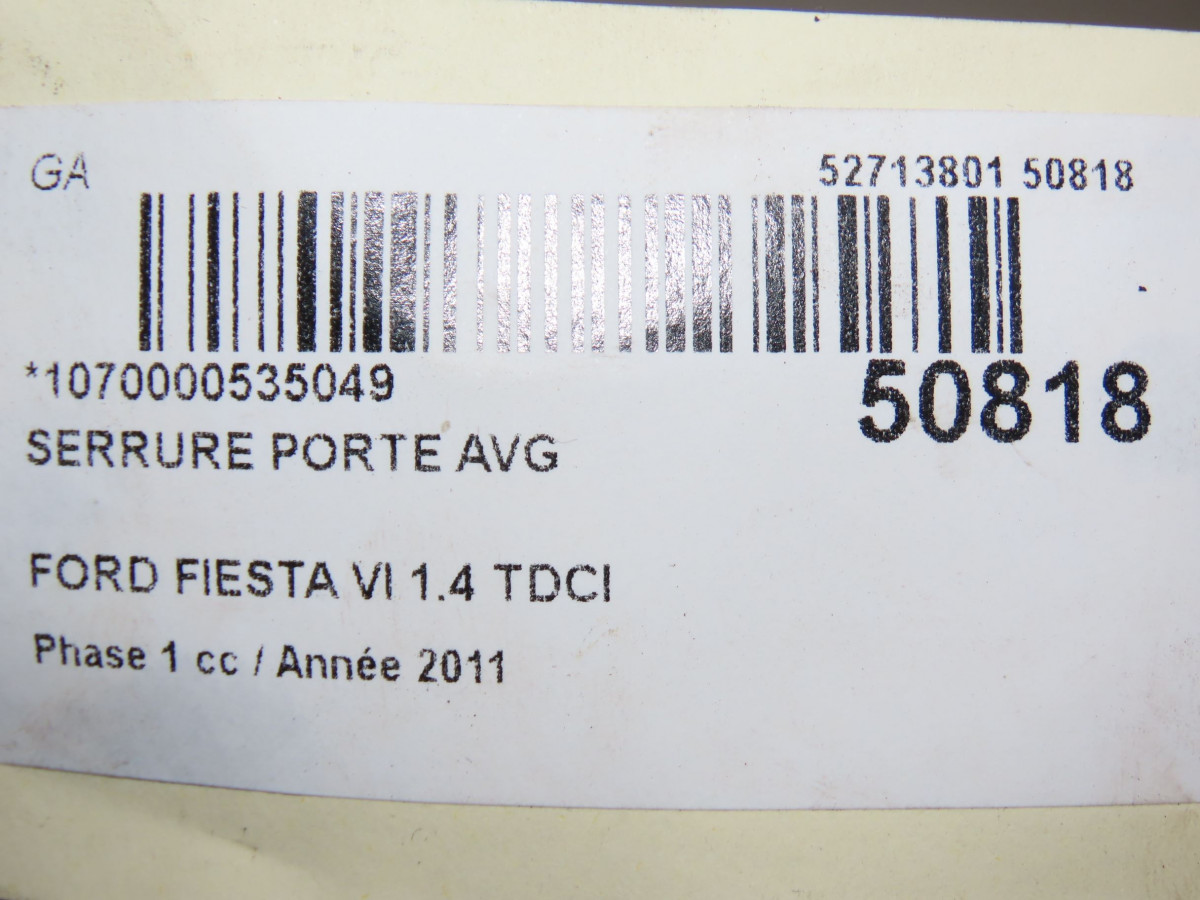 GA
52713801 50818
*1070000535049
50818
SERRURE PORTE AVG
FORD FIESTA VI 1.4 TDCI
Phase 1 cc / Année 2011